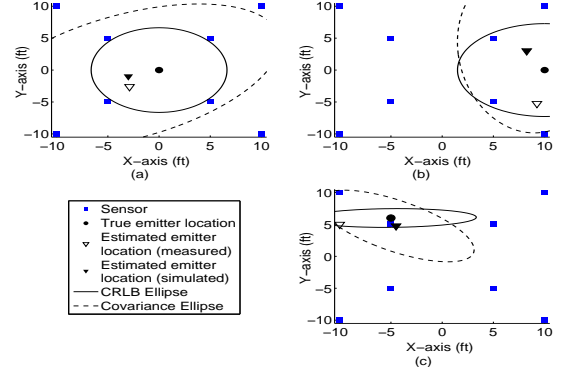 10
5
0
−5
−10
Y−axis (ft)
−10 −5 0 5 10
X−axis (ft)
(a)
10
5
0
−5
−10
Y−axis (ft)
−10 −5 0 5 10
X−axis (ft)
(b)
Sensor
True emitter location
Estimated emitter
location (measured)
Estimated emitter
location (simulated)
CRLB Ellipse
Covariance Ellipse
10
5
0
−5
−10
Y−axis (ft)
−10 −5 0 5 10
X−axis (ft)
(c)